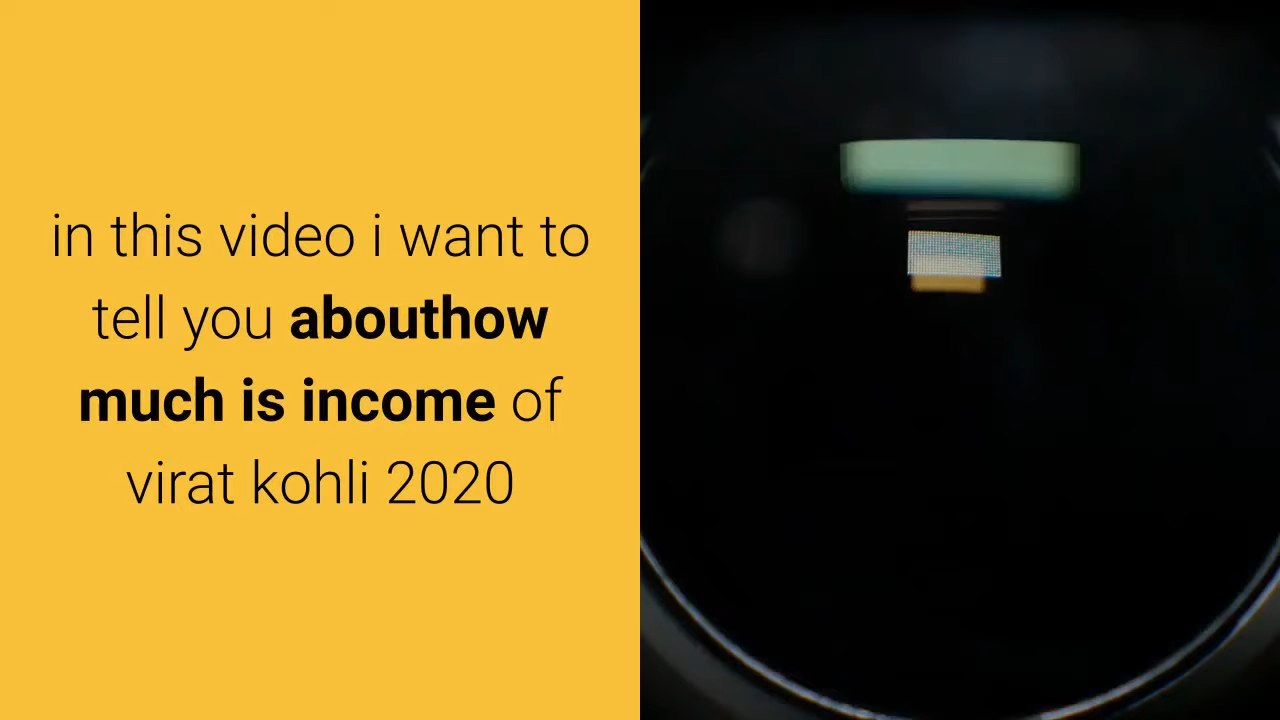 in this video i want to
tell you abouthow
much is income of
virat kohli 2020